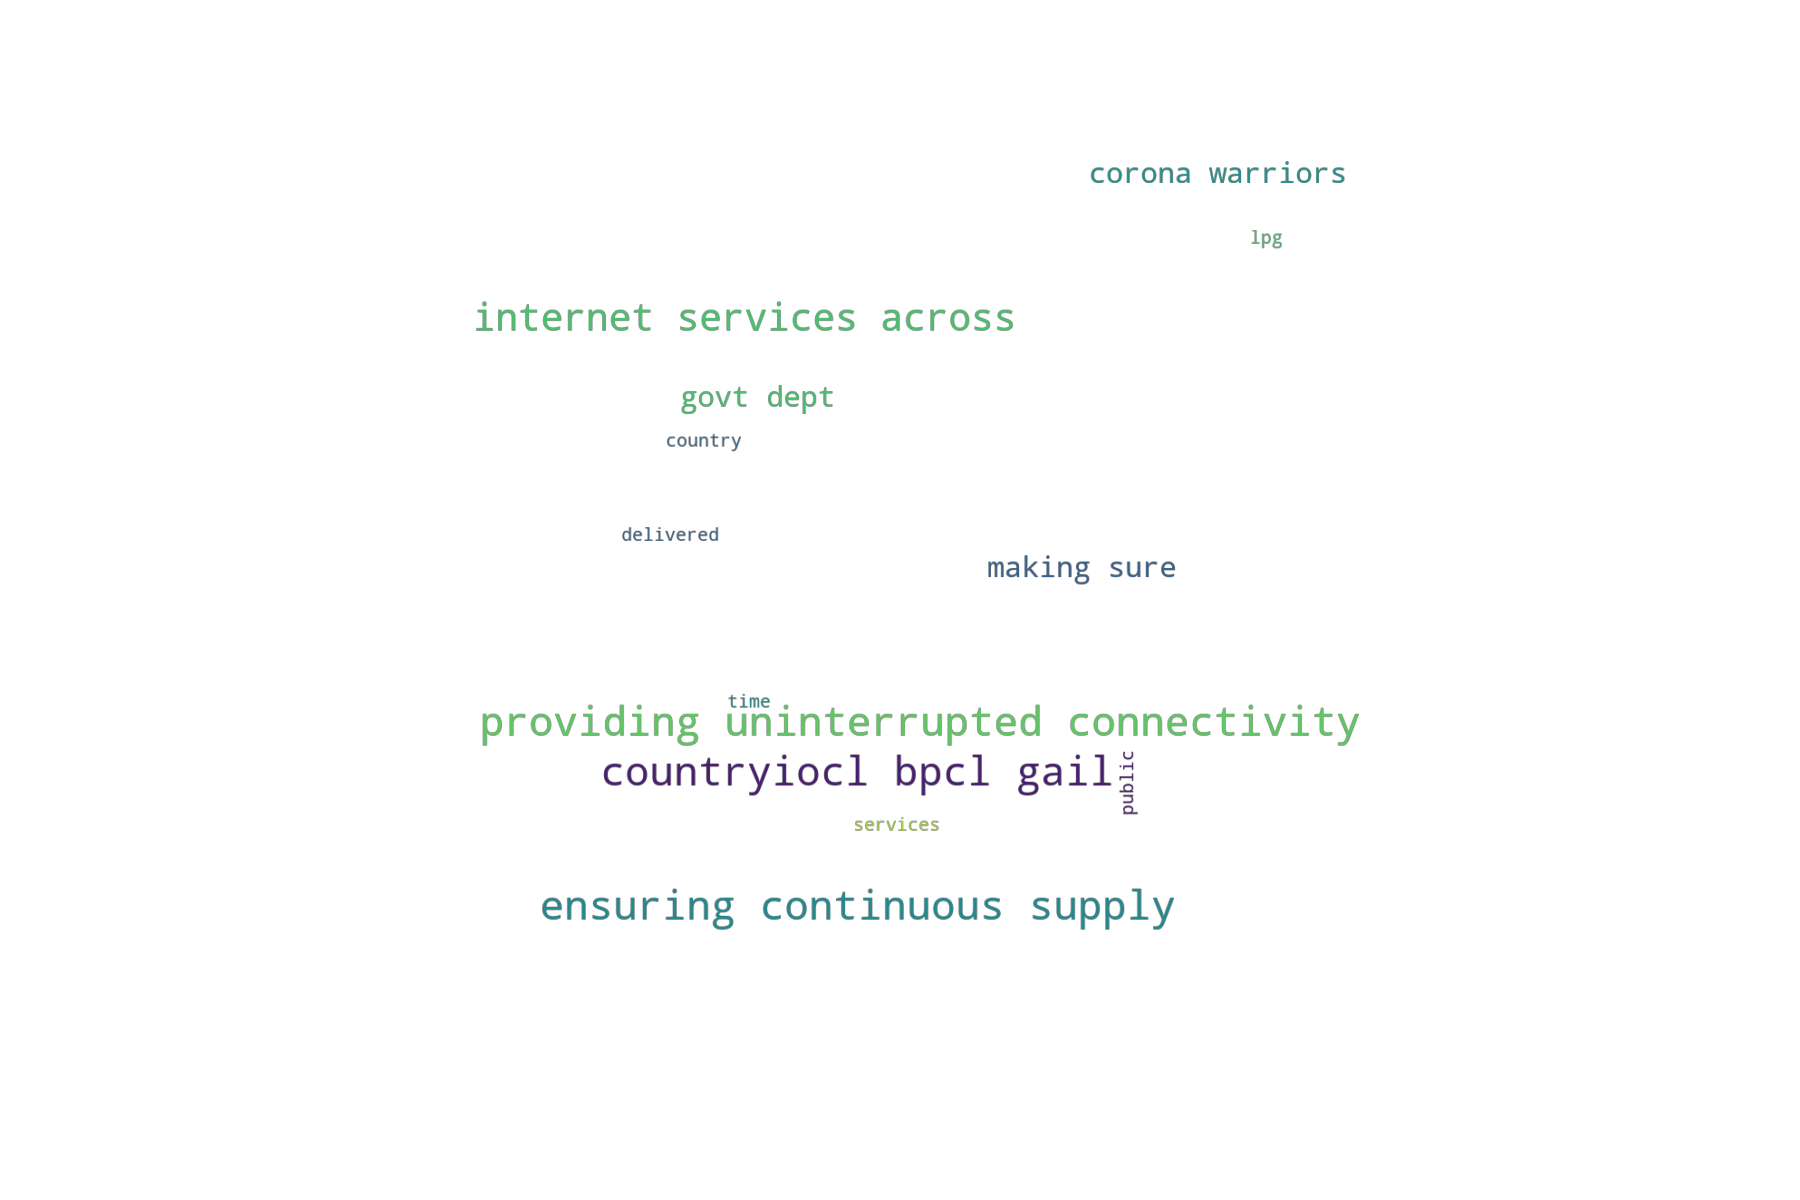 corona warriors
lpg
internet services across
govt dept
country
delivered
making sure
time
providing uninterrupted connectivity
countryiocl bpcl gail
public
services
ensuring continuous supply